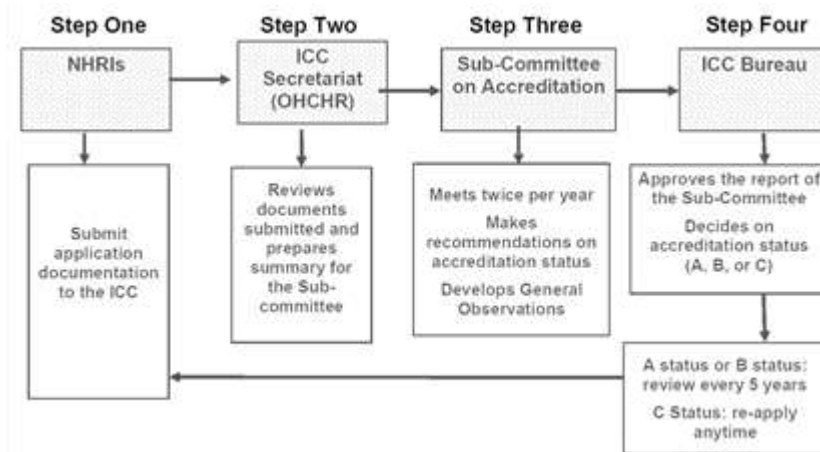 Step One
Step Two
Step Three
Step Four
NHRIs
ICC
Secretariat
(OHCHR)
Sub-Committee
on Accreditation
ICC Bureau
Submit
application
documentation
to the ICC
Reviews
documents
submitted and
prepares
summary for
the Sub-
committee
Meets twice per year
Makes
recommendations on
accreditation status
Develops General
Observations
Approves the report of
the Sub-Committee
Decides on
accreditation status
(A, B, or C)
A status or B status:
review every 5 years
C Status: re-apply
anytime